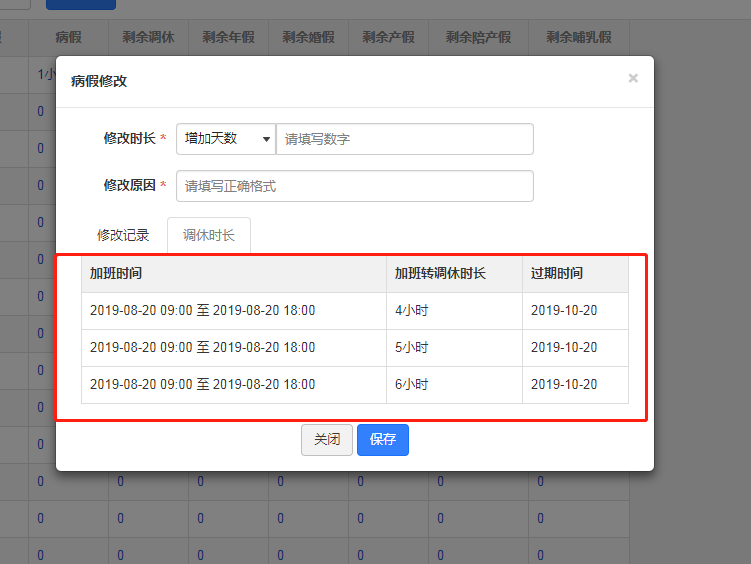 病假 剩余调休 剩余年假 剩余婚假 剩余产假 剩余陪产假 剩余哺乳假
1小
病假修改 ×
0
修改时长 * 增加天数 请填写数字
0
修改原因 * 请填写正确格式
0
0
修改记录 调休时长
0
加班时间 加班转调休时长 过期时间
0
2019-08-20 09:00 至 2019-08-20 18:00 4小时 2019-10-20
0
2019-08-20 09:00 至 2019-08-20 18:00 5小时 2019-10-20
0
2019-08-20 09:00 至 2019-08-20 18:00 6小时 2019-10-20
0
0
关闭 保存
0 0 0 0 0 0 0
0 0 0 0 0 0 0
0 0 0 0 0 0 0